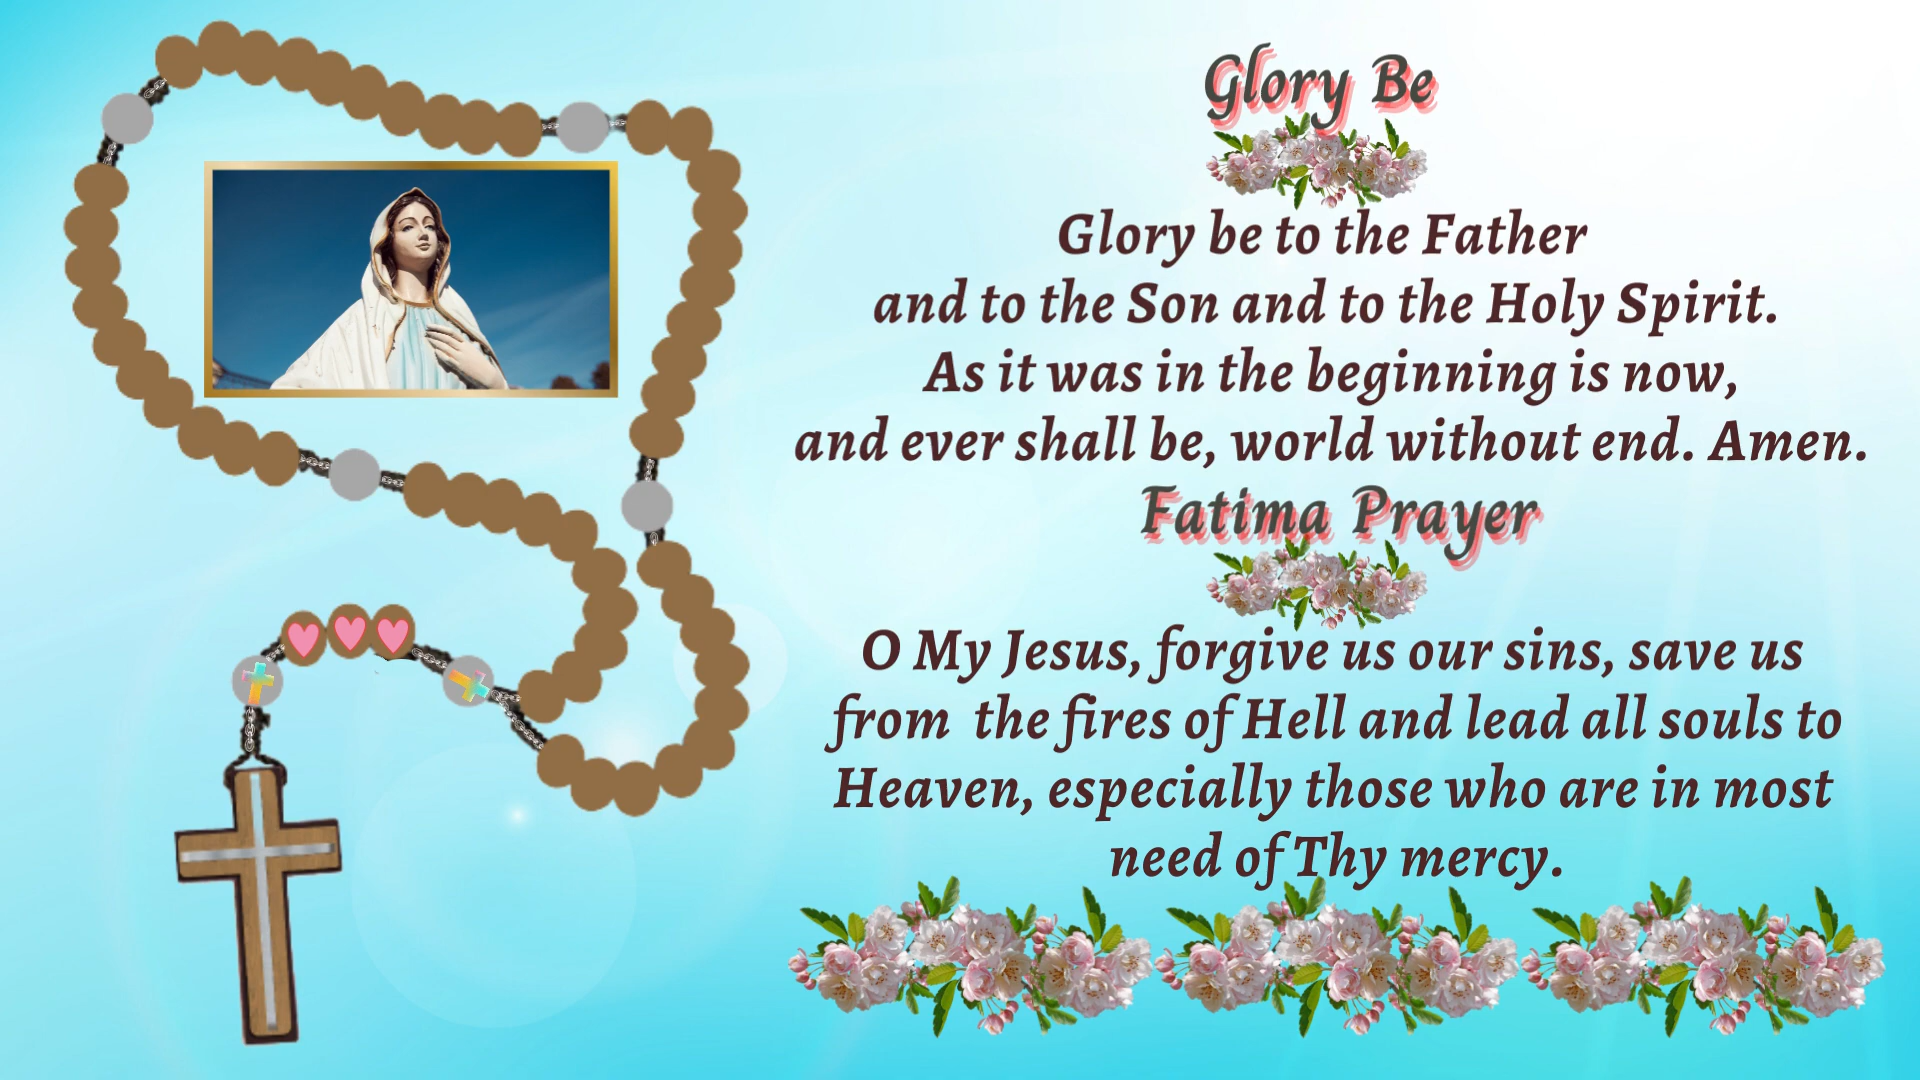 Glory Be
Glory be to the Father
and to the Son and to the Holy Spirit.
As it was in the beginning is now,
and ever shall be, world without end. Amen.
Fatima Prayer
O My Jesus, forgive us our sins, save us
from the fires of Hell and lead all souls to
Heaven, especially those who are in most
need of Thy mercy.